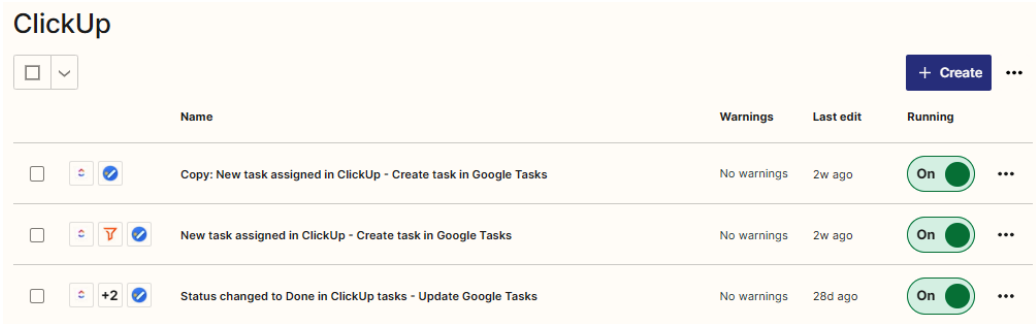 ClickUp
+ Create
Name Warnings Last edit Running
Copy: New task assigned in ClickUp - Create task in Google Tasks No warnings 2w ago On
New task assigned in ClickUp - Create task in Google Tasks No warnings 2w ago On
+2 Status changed to Done in ClickUp tasks - Update Google Tasks No warnings 28d ago On